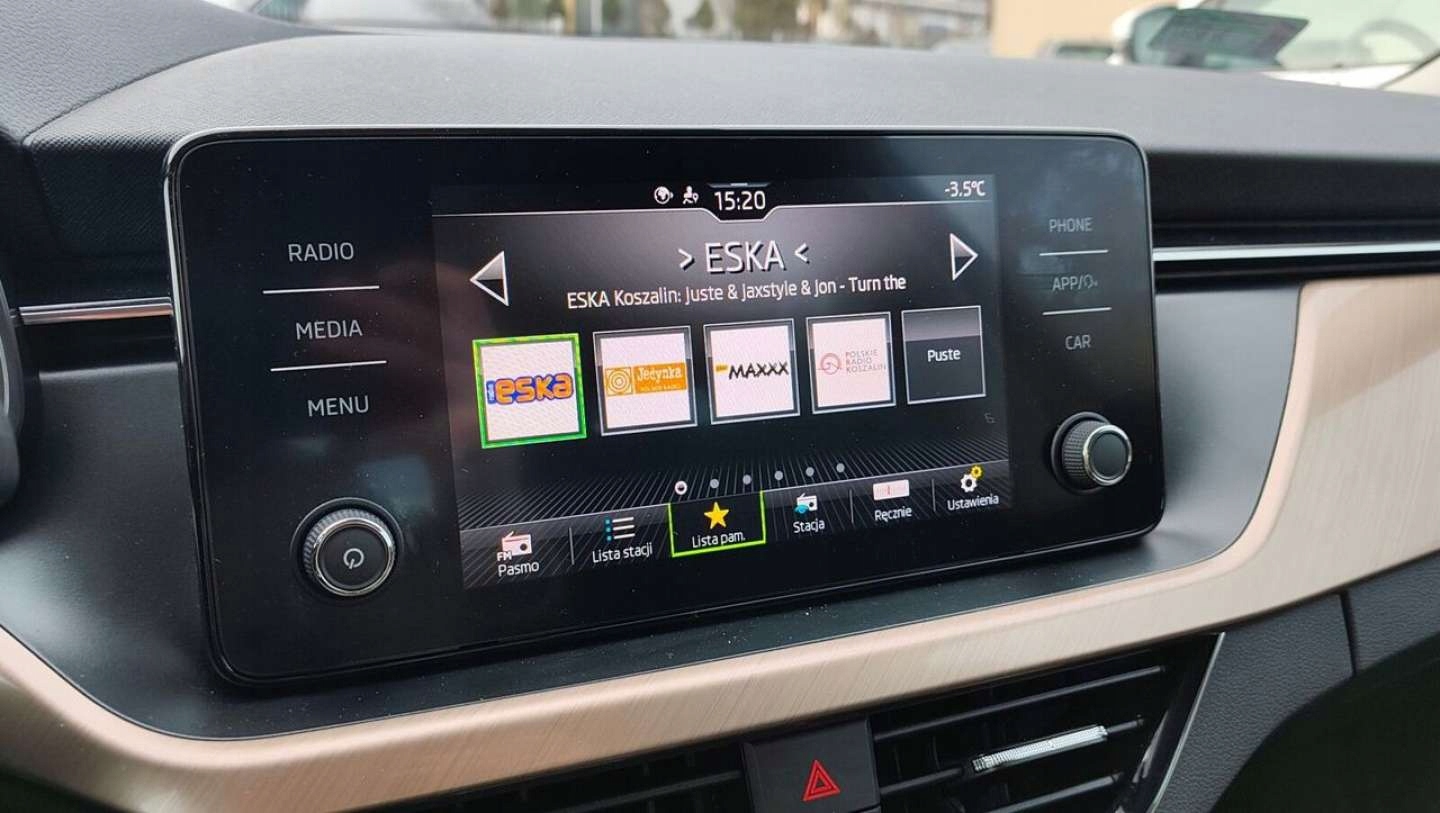 15:20
-3.5°C
RADIO
MEDIA
MENU
> ESKA <
ESKA Koszalin: Juste & Jaxstyle & Jon - Turn the
eska
Jedynka
MAXXX
POLSKIE
RADIO
KOSZALIN
Puste
FM
Pasmo
Lista stacji
Lista pam.
Stacja
Ręcznie
Ustawienia
PHONE
APP/
CAR